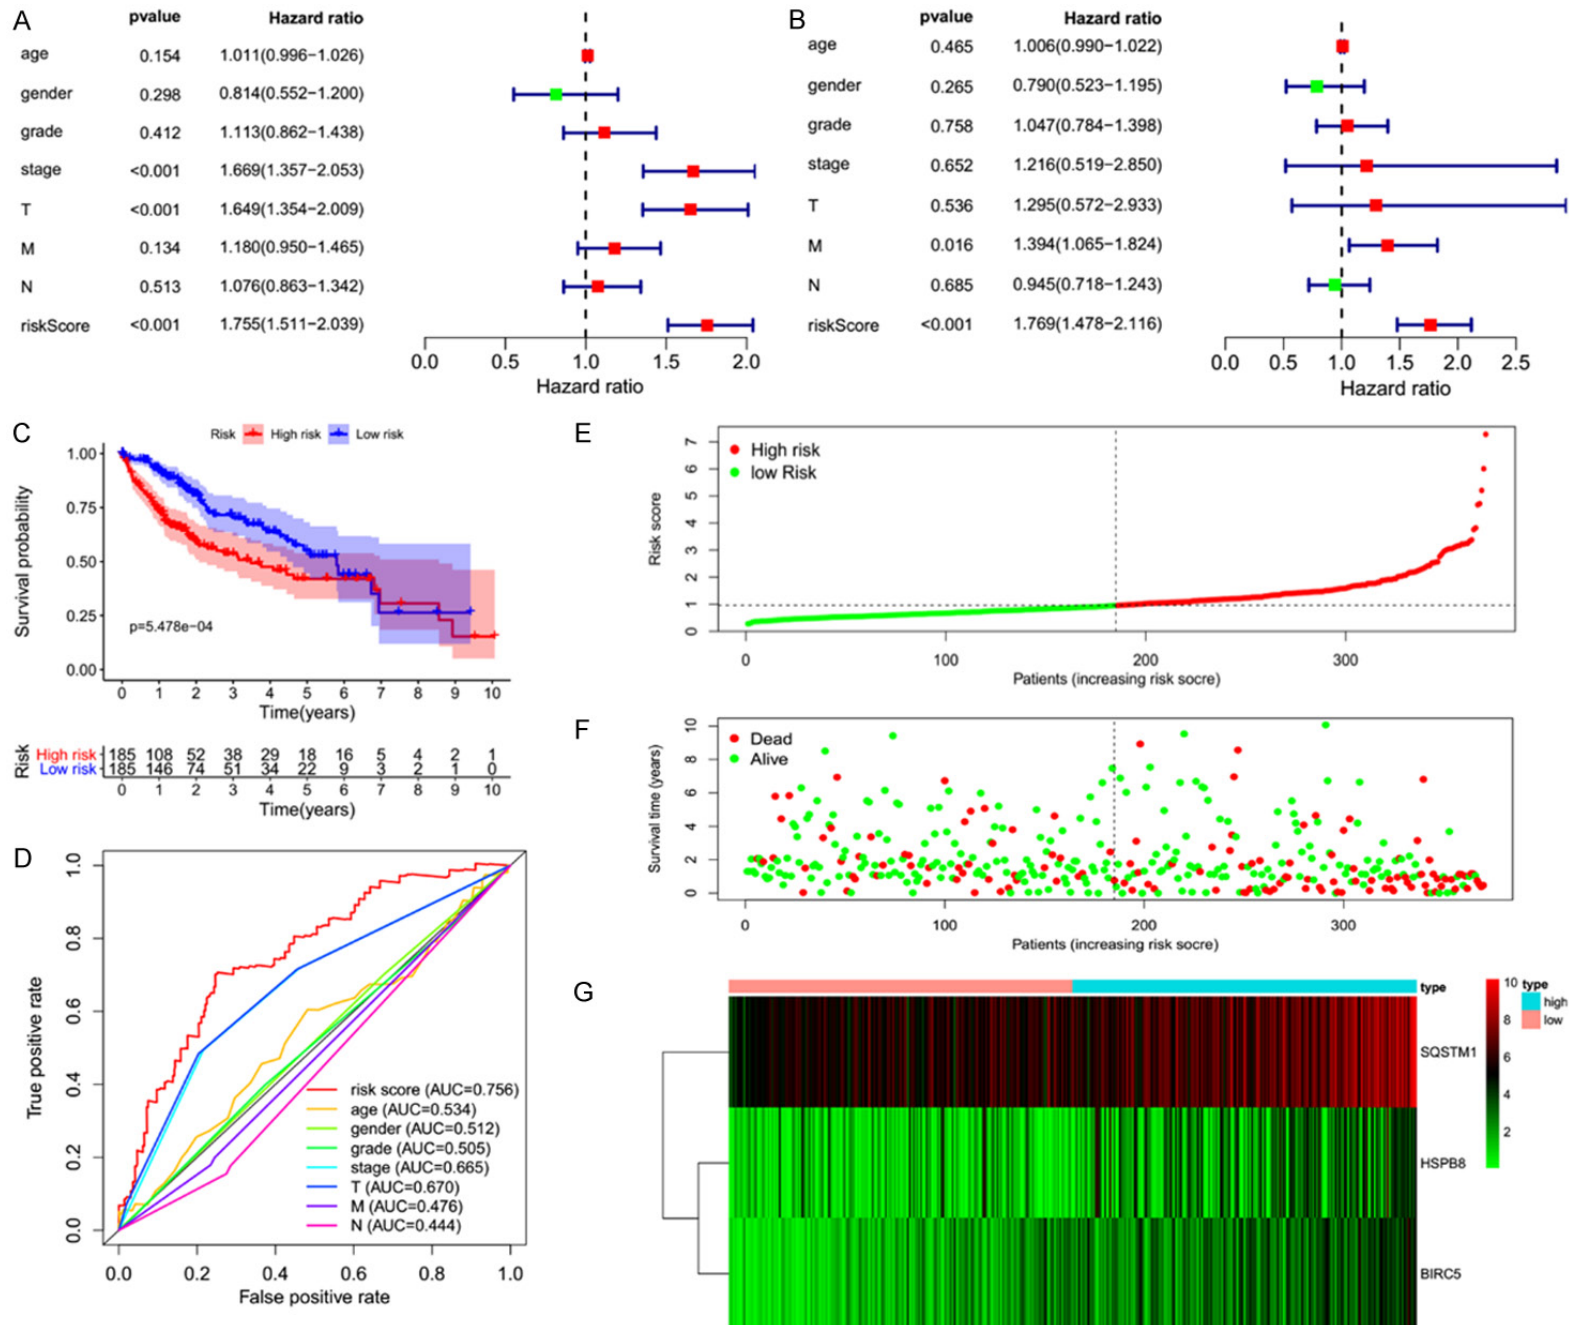 A
pvalue Hazard ratio
age 0.154 1.011(0.996−1.026)
gender 0.298 0.814(0.552−1.200)
grade 0.412 1.113(0.862−1.438)
stage <0.001 1.669(1.357−2.053)
T <0.001 1.649(1.354−2.009)
M 0.134 1.180(0.950−1.465)
N 0.513 1.076(0.863−1.342)
riskScore <0.001 1.755(1.511−2.039)
0.0 0.5 1.0 1.5 2.0
Hazard ratio
B
pvalue Hazard ratio
age 0.465 1.006(0.990−1.022)
gender 0.265 0.790(0.523−1.195)
grade 0.758 1.047(0.784−1.398)
stage 0.652 1.216(0.519−2.850)
T 0.536 1.295(0.572−2.933)
M 0.016 1.394(1.065−1.824)
N 0.685 0.945(0.718−1.243)
riskScore <0.001 1.769(1.478−2.116)
0.0 0.5 1.0 1.5 2.0 2.5
Hazard ratio
C
Risk High risk Low risk
Survival probability
1.00
0.75
0.50
0.25
0.00
p=5.478e−04
0 1 2 3 4 5 6 7 8 9 10
Time(years)
Risk
High risk 185 108 52 38 29 18 16 5 4 2 1
Low risk 185 146 74 51 34 22 9 3 2 1 0
0 1 2 3 4 5 6 7 8 9 10
Time(years)
D
True positive rate
1.0
0.8
0.6
0.4
0.2
0.0
risk score (AUC=0.756)
age (AUC=0.534)
gender (AUC=0.512)
grade (AUC=0.505)
stage (AUC=0.665)
T (AUC=0.670)
M (AUC=0.476)
N (AUC=0.444)
0.0 0.2 0.4 0.6 0.8 1.0
False positive rate
E
Risk score
7
6
5
4
3
2
1
0
High risk
low Risk
0 100 200 300
Patients (increasing risk socre)
F
Survival time (years)
10
8
6
4
2
0
Dead
Alive
0 100 200 300
Patients (increasing risk socre)
G
type
SQSTM1
HSPB8
BIRC5
10
8
6
4
2
type
high
low